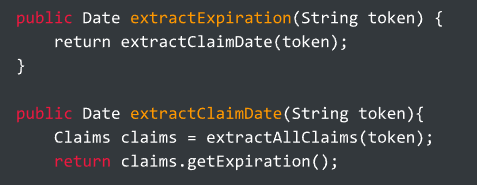 public Date extractExpiration(String token) {
    return extractClaimDate(token);
}

public Date extractClaimDate(String token){
    Claims claims = extractAllClaims(token);
    return claims.getExpiration();